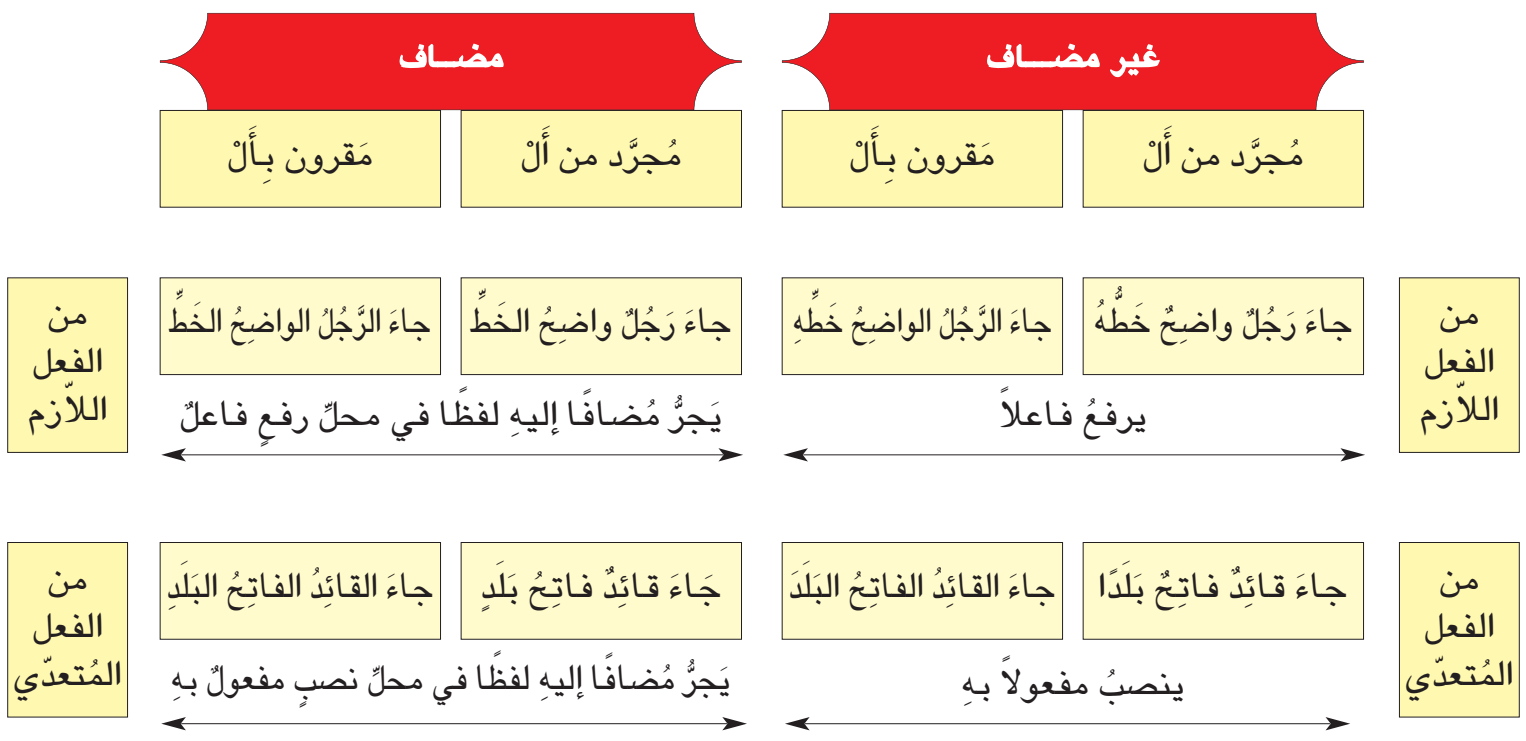 غير مضــــاف
مضــاف
مُجرَّد من أَلْ
مَقرون بِأَلْ
مُجرَّد من أَلْ
مَقرون بِأَلْ
من
الفعل
اللاّزم
جاءَ رَجُلٌ واضِحٌ خَطُّهُ
جاءَ الرَّجُلُ الواضِحُ خَطِّهِ
جاءَ رَجُلٌ واضِحُ الخَطِّ
جاءَ الرَّجُلُ الواضِحُ الخَطِّ
من
الفعل
اللاّزم
يرفعُ فاعلاً
يَجرُّ مُضافًا إليهِ لفظًا في محلِّ رفعٍ فاعلٌ
من
الفعل
المُتعدّي
جاءَ قائِدٌ فاتِحٌ بَلَدًا
جاءَ القائِدُ الفاتِحُ البَلَدَ
جَاءَ قائِدٌ فاتِحُ بَلَدٍ
جاءَ القائِدُ الفاتِحُ البَلَدِ
من
الفعل
المُتعدّي
ينصبُ مفعولاً بهِ
يَجرُّ مُضافًا إليهِ لفظًا في محلِّ نصبٍ مفعولٌ بهِ